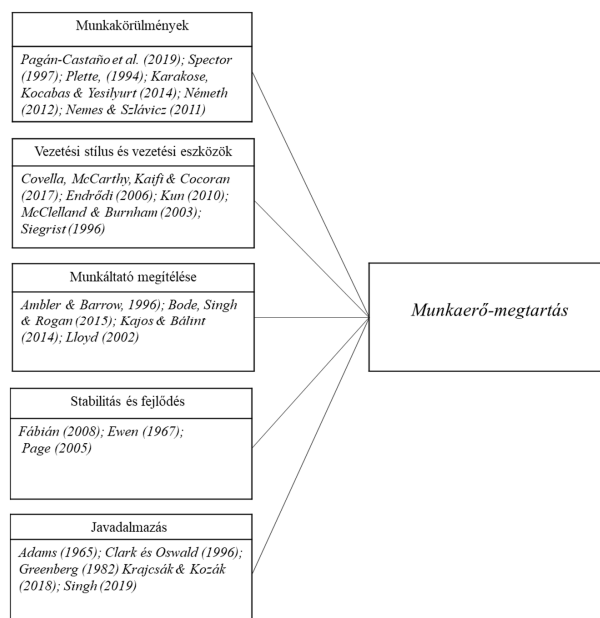 Munkakörülmények
Pagán-Castaño et al. (2019); Spector
(1997); Plette, (1994); Karakose,
Kocabas & Yesilyurt (2014); Németh
(2012); Nemes & Szlávicz (2011)
Vezetési stílus és vezetési eszközök
Covella, McCarthy, Kaifi & Cocoran
(2017); Endrődi (2006); Kun (2010);
McClelland & Burnham (2003);
Siegrist (1996)
Munkáltató megítélése
Ambler & Barrow, 1996); Bode, Singh
& Rogan (2015); Kajos & Bálint
(2014); Lloyd (2002)
Munkaerő-megtartás
Stabilitás és fejlődés
Fábián (2008); Ewen (1967);
Page (2005)
Javadalmazás
Adams (1965); Clark és Oswald (1996);
Greenberg (1982) Krajcsák & Kozák
(2018); Singh (2019)